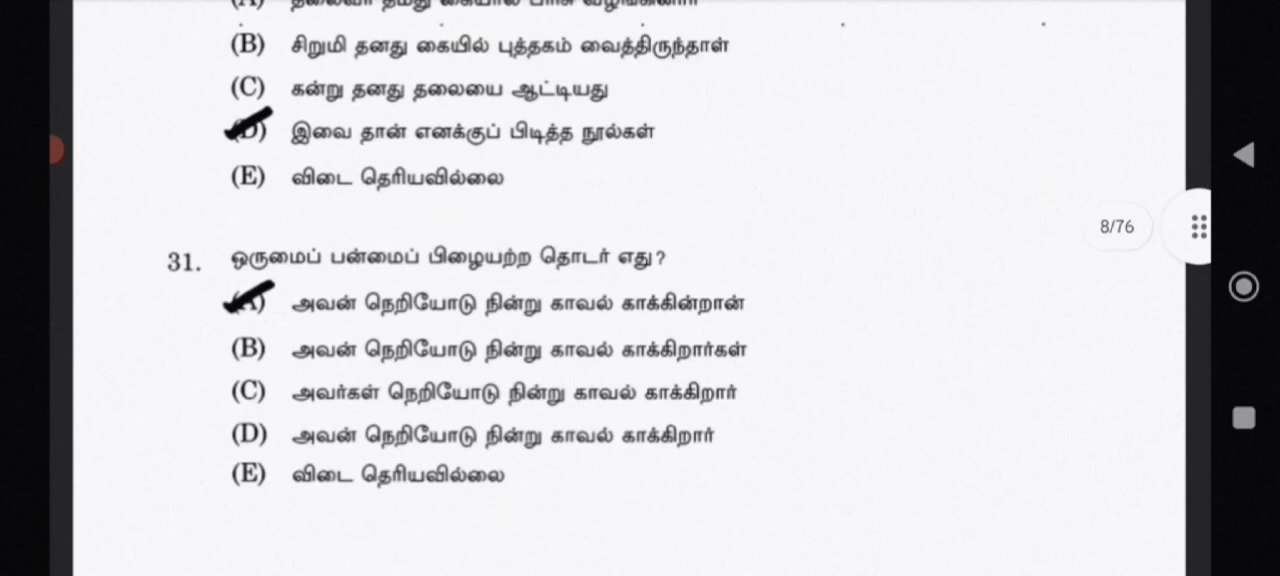 (B) சிறுமி தனது கையில் புத்தகம் வைத்திருந்தாள்
(C) கன்று தனது தலையை ஆட்டியது
(D) இவை தான் எனக்குப் பிடித்த நூல்கள்
(E) விடை தெரியவில்லை
8/76
31. ஒருமைப் பன்மைப் பிழையற்ற தொடர் எது?
(A) அவன் நெறியோடு நின்று காவல் காக்கின்றான்
(B) அவன் நெறியோடு நின்று காவல் காக்கிறார்கள்
(C) அவர்கள் நெறியோடு நின்று காவல் காக்கிறார்
(D) அவன் நெறியோடு நின்று காவல் காக்கிறார்
(E) விடை தெரியவில்லை